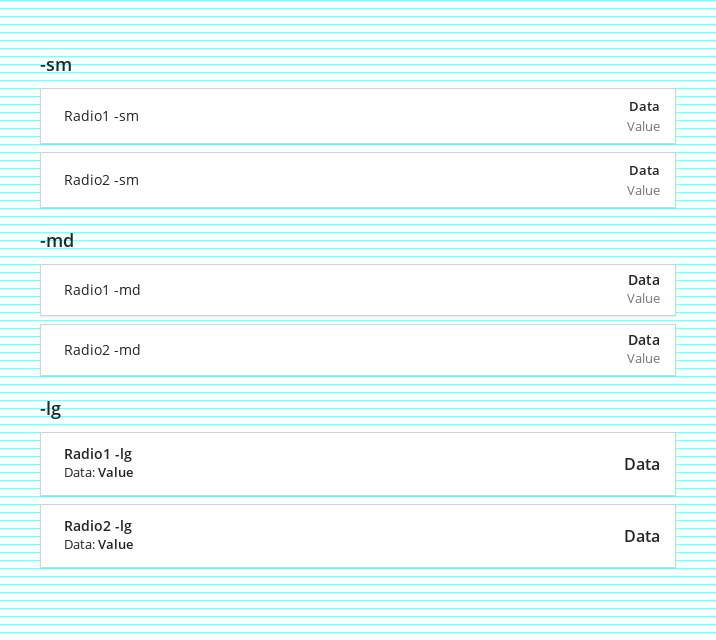 -sm
Radio1 -sm
Data
Value
Radio2 -sm
Data
Value
-md
Radio1 -md
Data
Value
Radio2 -md
Data
Value
-lg
Radio1 -lg
Data: Value
Data
Radio2 -lg
Data: Value
Data